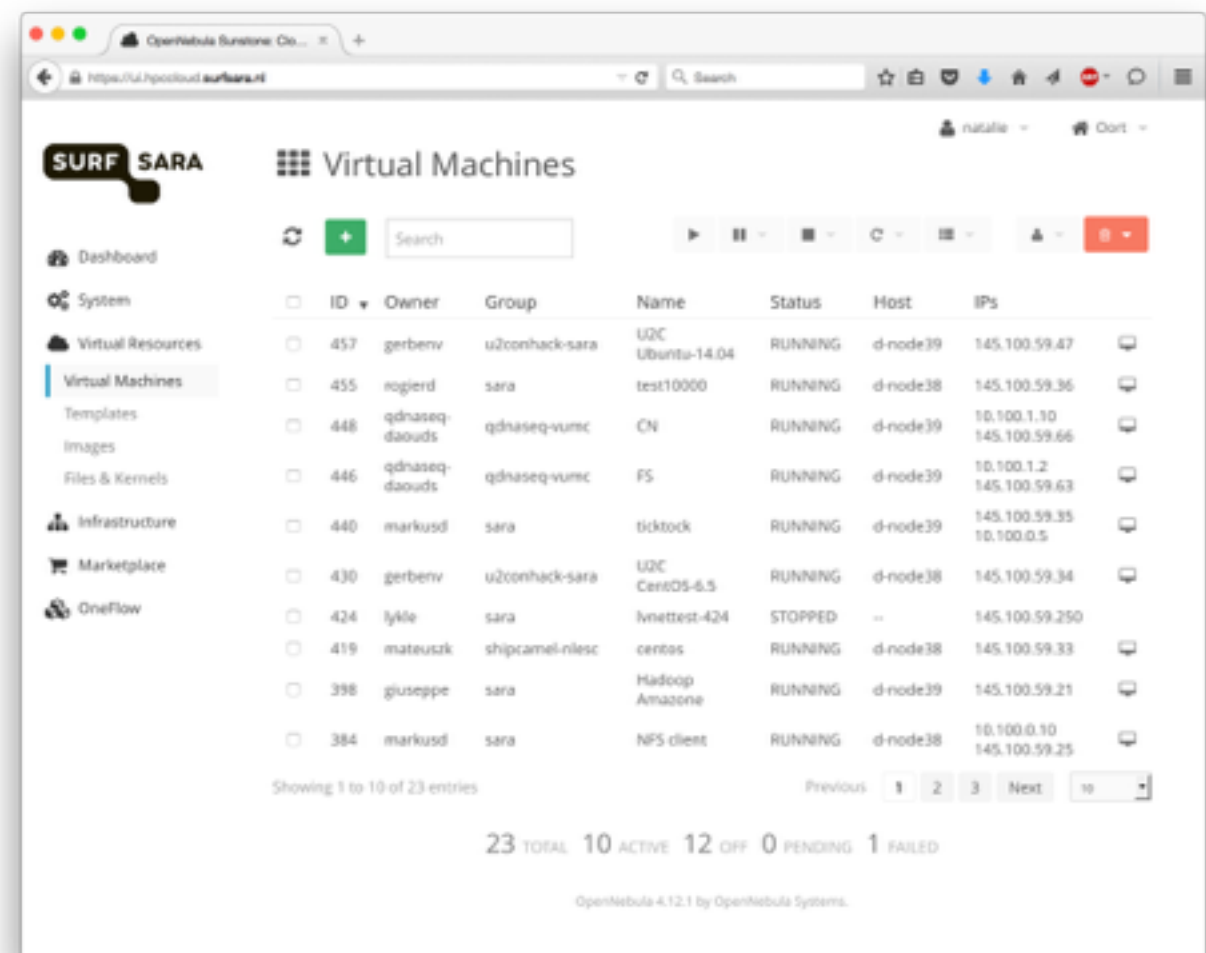 OpenNebula Sunstone: Clo...
https://ui.hpccloud.surfsara.nl
Search
natalie
Oort
SURF SARA
Virtual Machines
Search
Dashboard
System
Virtual Resources
Virtual Machines
Templates
Images
Files & Kernels
Infrastructure
Marketplace
OneFlow
ID Owner Group Name Status Host IPs
457 gerbenv u2conhack-sara U2C Ubuntu-14.04 RUNNING d-node39 145.100.59.47
455 rogierd sara test10000 RUNNING d-node38 145.100.59.36
448 qdnaseq-daouds qdnaseq-vumc CN RUNNING d-node39 10.100.1.10 145.100.59.66
446 qdnaseq-daouds qdnaseq-vumc FS RUNNING d-node39 10.100.1.2 145.100.59.63
440 markusd sara ticktock RUNNING d-node39 145.100.59.35 10.100.0.5
430 gerbenv u2conhack-sara U2C CentOS-6.5 RUNNING d-node38 145.100.59.34
424 lykle sara lvnettest-424 STOPPED -- 145.100.59.250
419 mateuszk shipcamel-nlesc centos RUNNING d-node38 145.100.59.33
398 giuseppe sara Hadoop Amazone RUNNING d-node39 145.100.59.21
384 markusd sara NFS client RUNNING d-node38 10.100.0.10 145.100.59.25
Showing 1 to 10 of 23 entries
Previous 1 2 3 Next 10
23 TOTAL 10 ACTIVE 12 OFF 0 PENDING 1 FAILED
OpenNebula 4.12.1 by OpenNebula Systems.